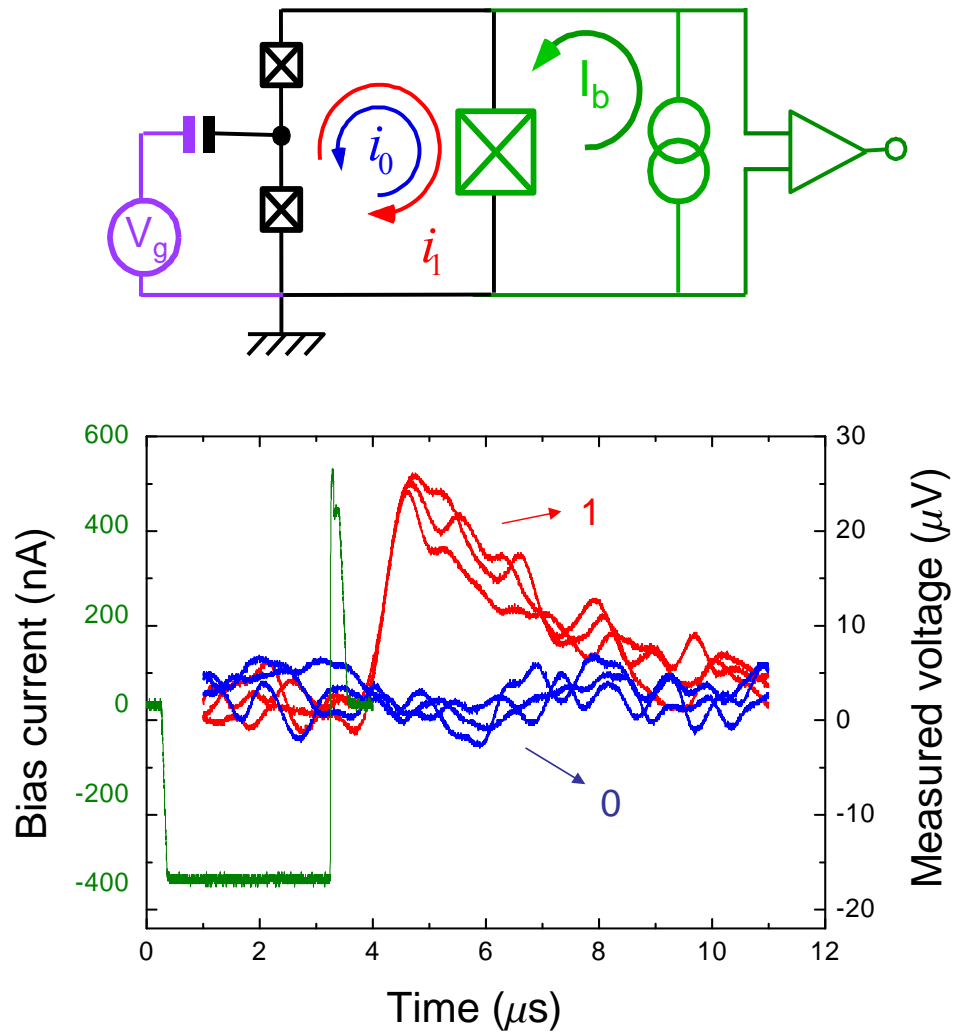 I_b
i_0
V_g
i_1
600
400
200
0
-200
-400
30
20
10
0
-10
-20
1
0
0 2 4 6 8 10 12
Bias current (nA)
Measured voltage (μV)
Time (μs)